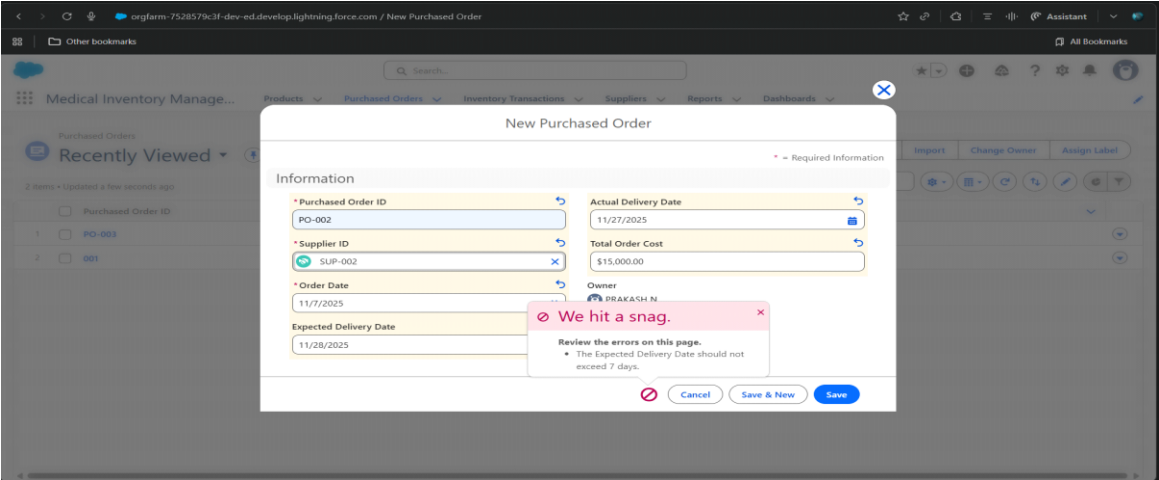 orgfarm-7528579c3f-dev-ed.develop.lightning.force.com / New Purchased Order
Assistant
Other bookmarks
All Bookmarks
Search...
Medical Inventory Manage...
Products
Purchased Orders
Inventory Transactions
Suppliers
Reports
Dashboards
Purchased Orders
Recently Viewed
Import
Change Owner
Assign Label
2 items • Updated a few seconds ago
Purchased Order ID
1
PO-003
2
001
New Purchased Order
* = Required Information
Information
*Purchased Order ID
PO-002
*Supplier ID
SUP-002
*Order Date
11/7/2025
Expected Delivery Date
11/28/2025
Actual Delivery Date
11/27/2025
Total Order Cost
$15,000.00
Owner
PRAKASH N
We hit a snag.
Review the errors on this page.
• The Expected Delivery Date should not
exceed 7 days.
Cancel
Save & New
Save